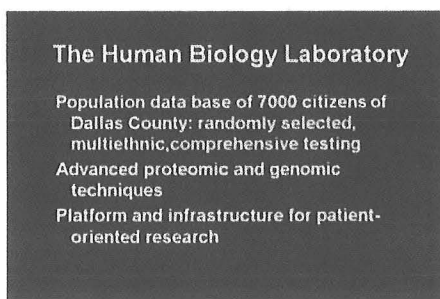 The Human Biology Laboratory
Population data base of 7000 citizens of
Dallas County: randomly selected,
multiethnic,comprehensive testing
Advanced proteomic and genomic
techniques
Platform and infrastructure for patient-
oriented research